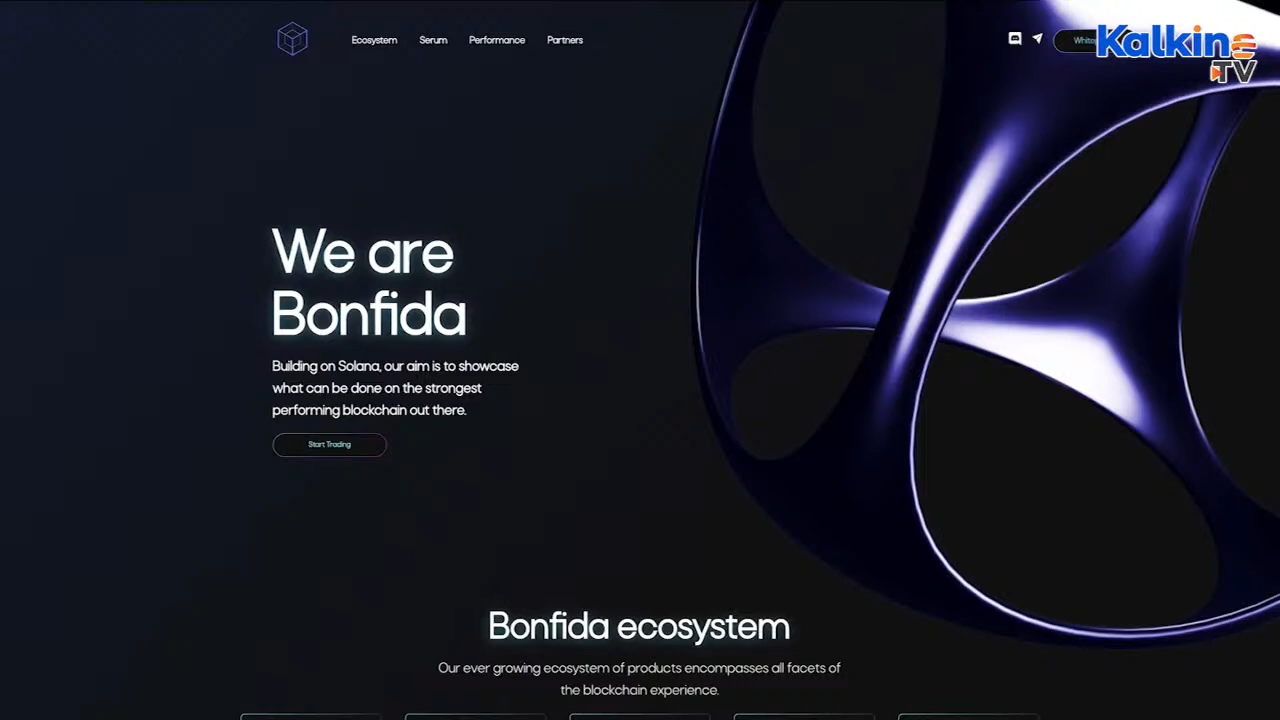 Ecosystem Serum Performance Partners
Kalkine
TV
We are
Bonfida
Building on Solana, our aim is to showcase
what can be done on the strongest
performing blockchain out there.
Start Trading
Bonfida ecosystem
Our ever growing ecosystem of products encompasses all facets of
the blockchain experience.